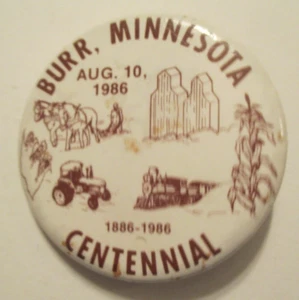 BURR, MINNESOTA
AUG. 10,
1986
1886-1986
CENTENNIAL